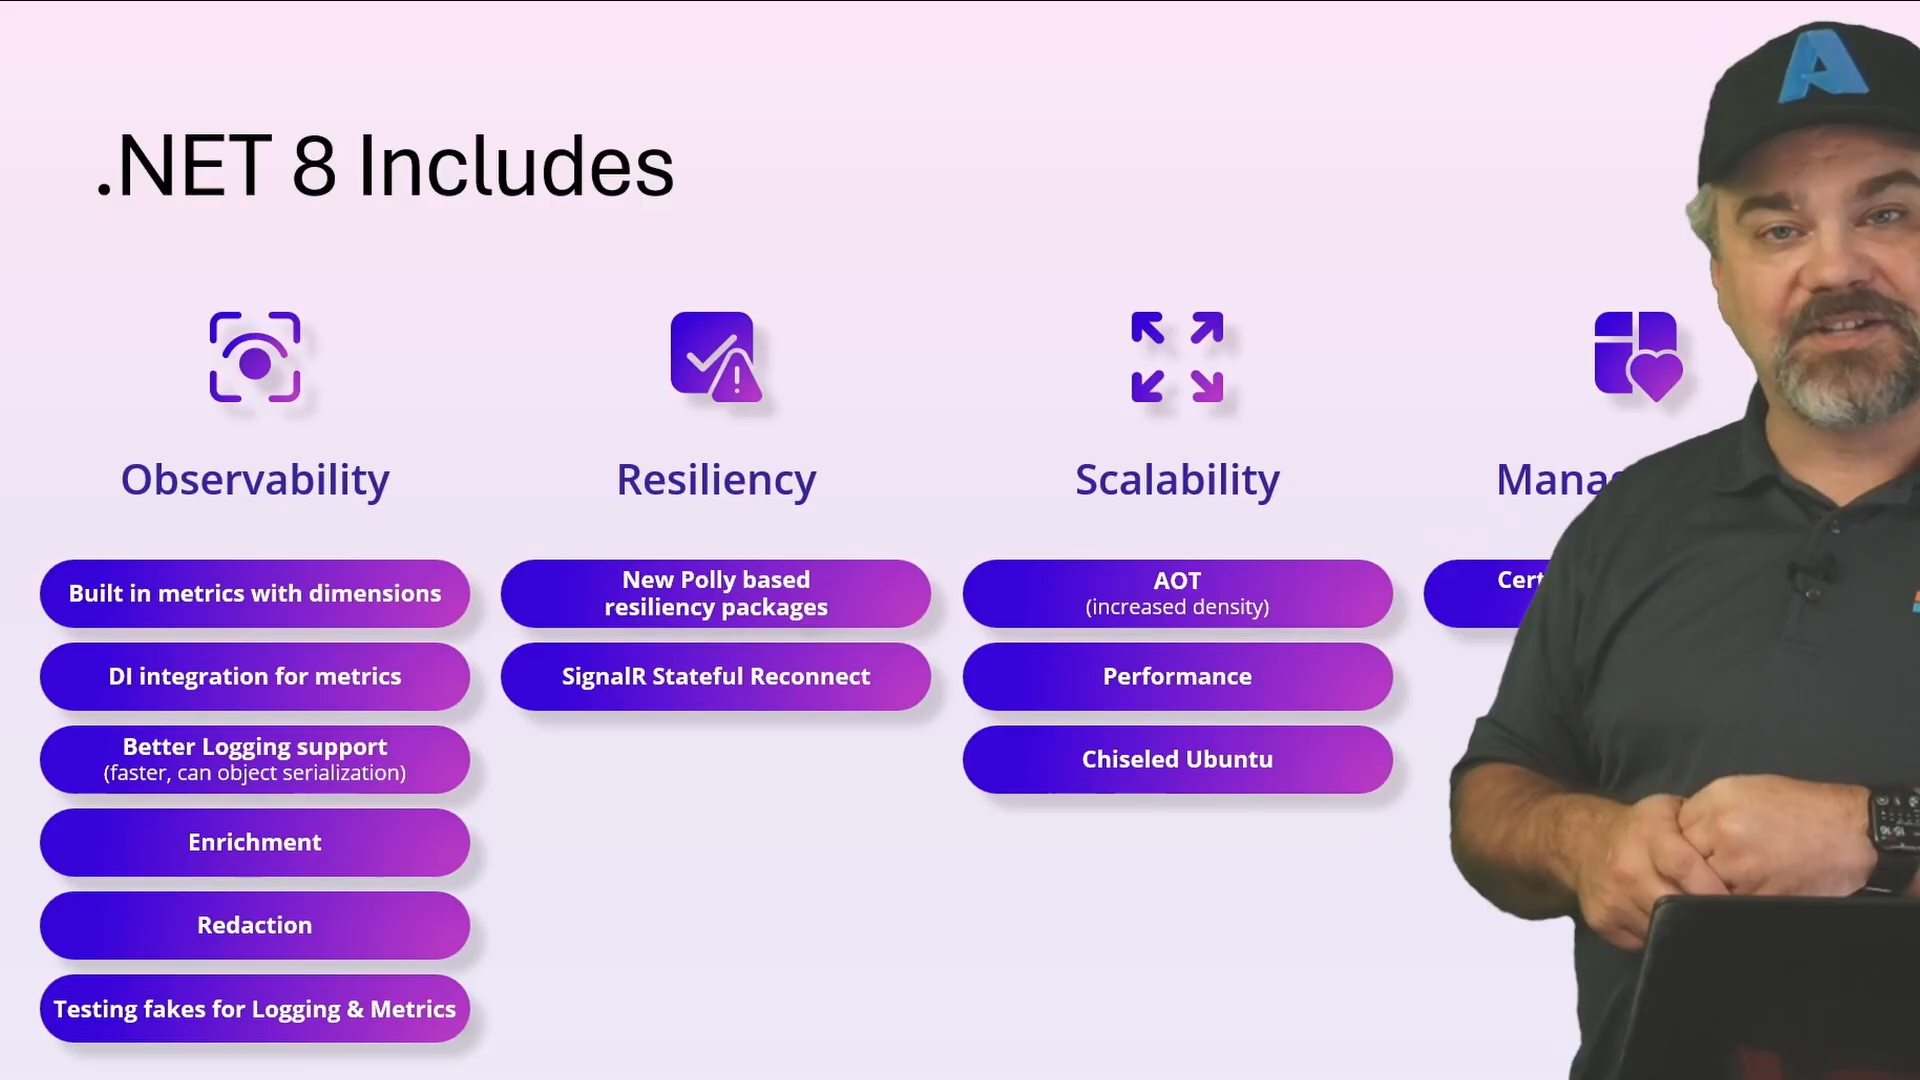 .NET 8 Includes
Observability
Built in metrics with dimensions
DI integration for metrics
Better Logging support
(faster, can object serialization)
Enrichment
Redaction
Testing fakes for Logging & Metrics
Resiliency
New Polly based
resiliency packages
SignalR Stateful Reconnect
Scalability
AOT
(increased density)
Performance
Chiseled Ubuntu